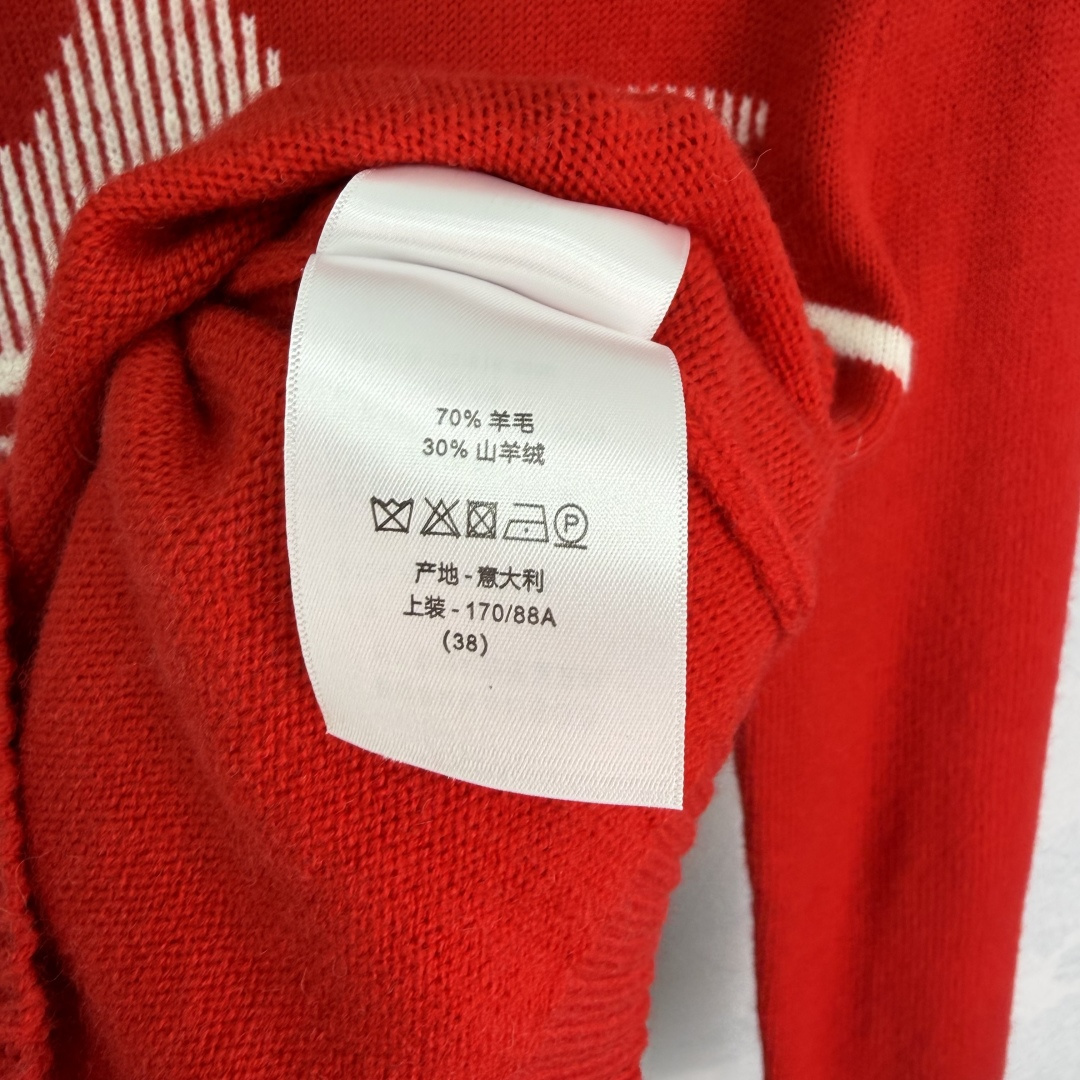 70% 羊毛
30% 山羊绒
P
产地 - 意大利
上装 - 170/88A
(38)